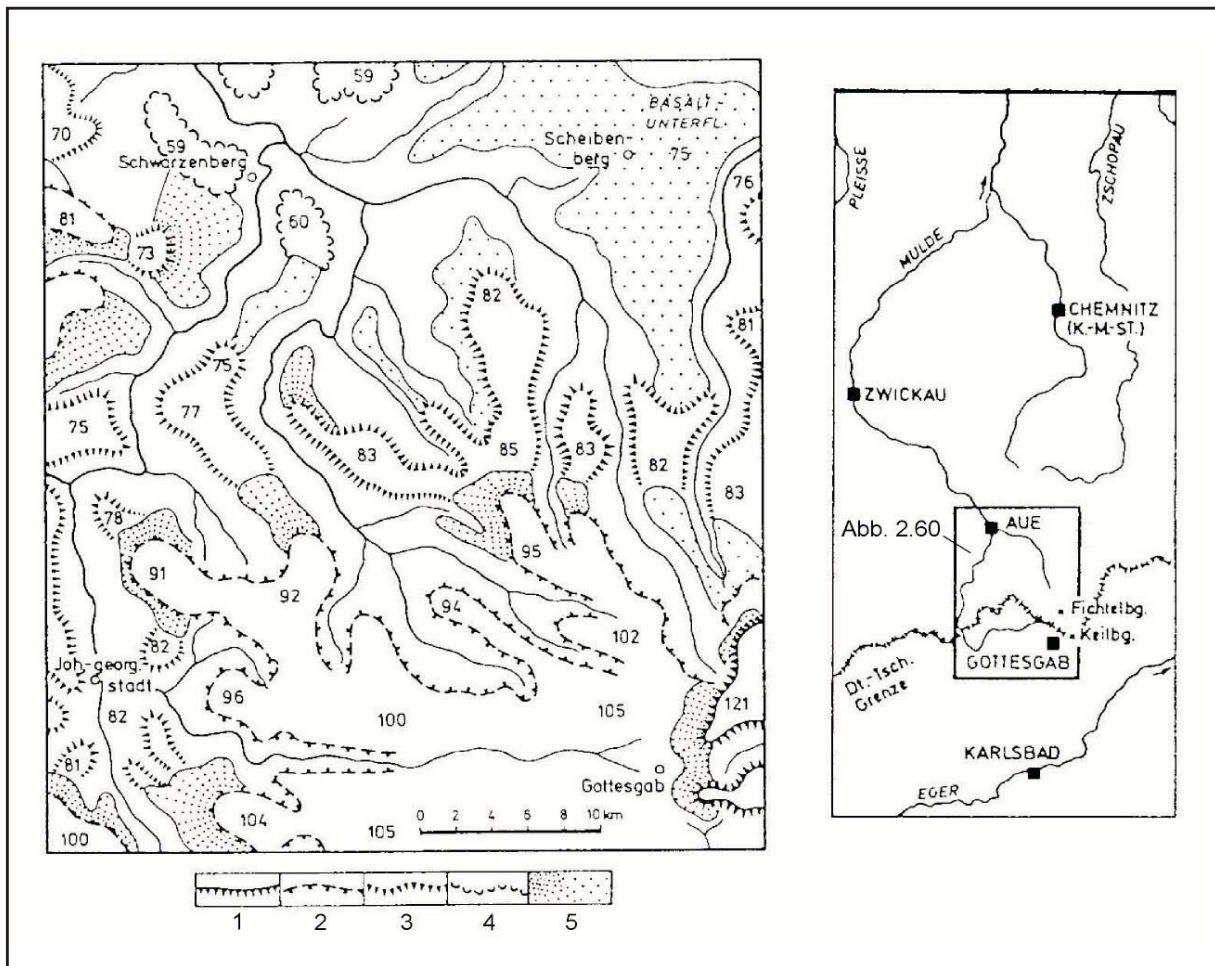 59
BASALT-
UNTERFL.
70
59
Schwarzenberg
Scheiben-
berg
75
76
81
60
73
82
81
75
77
75
83
85
83
82
83
78
95
91
92
94
102
82
Joh-georg-
stadt
96
121
100
105
82
81
Gottesgab
0 2 4 6 8 10 km
104
100
105
1 2 3 4 5
PLEISSE
ZSCHOPAU
MULDE
CHEMNITZ
(K.-M.-ST.)
ZWICKAU
Abb. 2.60
AUE
Fichtelbg.
Keilbg.
GOTTESGAB
Dt.-Tsch.
Grenze
KARLSBAD
EGER